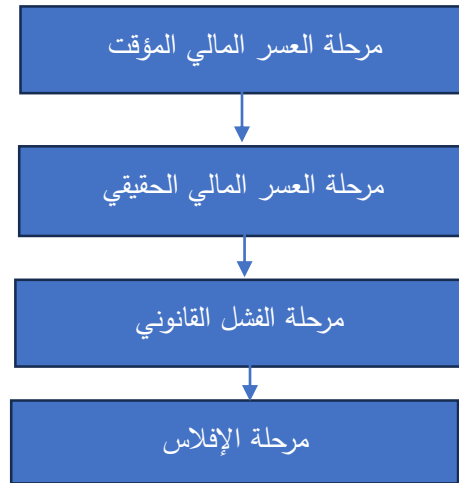 مرحلة العسر المالي المؤقت
مرحلة العسر المالي الحقيقي
مرحلة الفشل القانوني
مرحلة الإفلاس